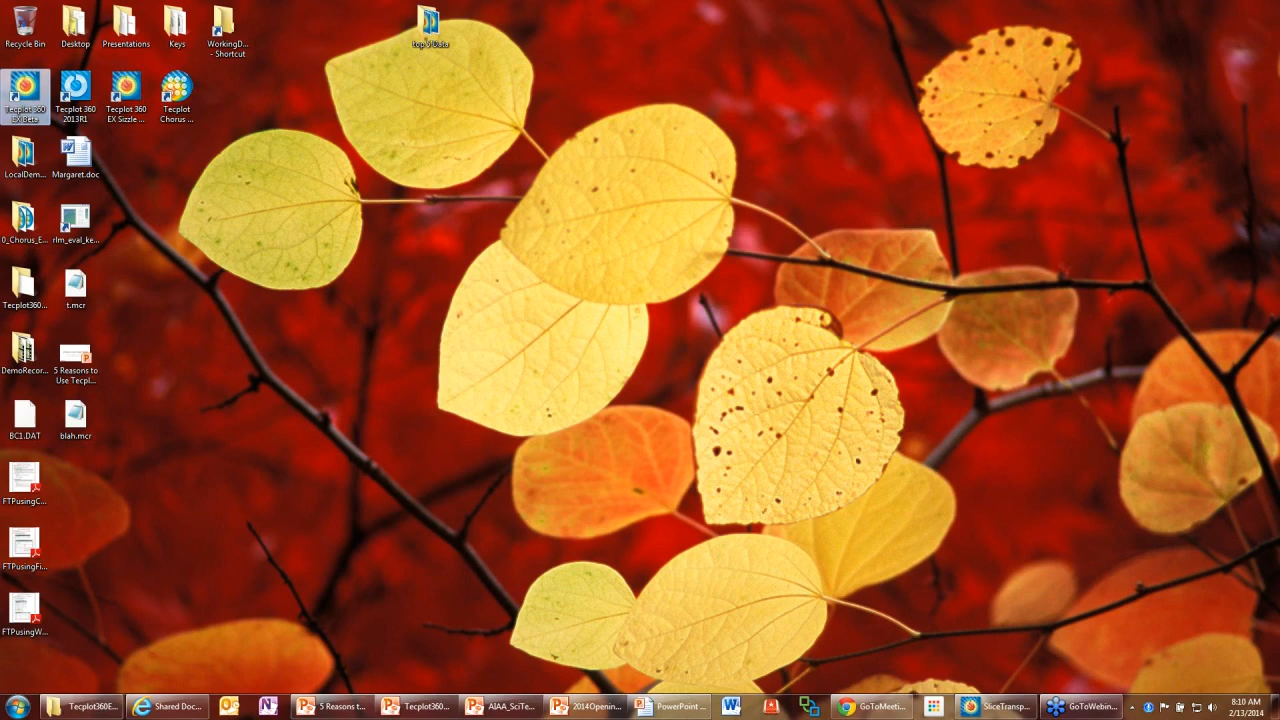 Recycle Bin
Desktop
Presentations
Keys
WorkingD...
- Shortcut
top 5 Data
Tecplot 360
EX Beta
Tecplot 360
2013R1
Tecplot 360
EX Sizzle ...
Tecplot
Chorus ...
LocalDem...
Margaret.doc
0_Chorus_E...
rlm_eval_ke...
Tecplot360...
t.mcr
DemoRecor...
5 Reasons to
Use Tecpl...
BC1.DAT
blah.mcr
FTPusingC...
FTPusingFi...
FTPusingW...
Tecplot360E...
Shared Doc...
5 Reasons t...
Tecplot360...
AIAA_SciTe...
2014Openin...
PowerPoint ...
GoToMeeti...
SliceTransp...
GoToWebin...
8:10 AM
2/13/2014